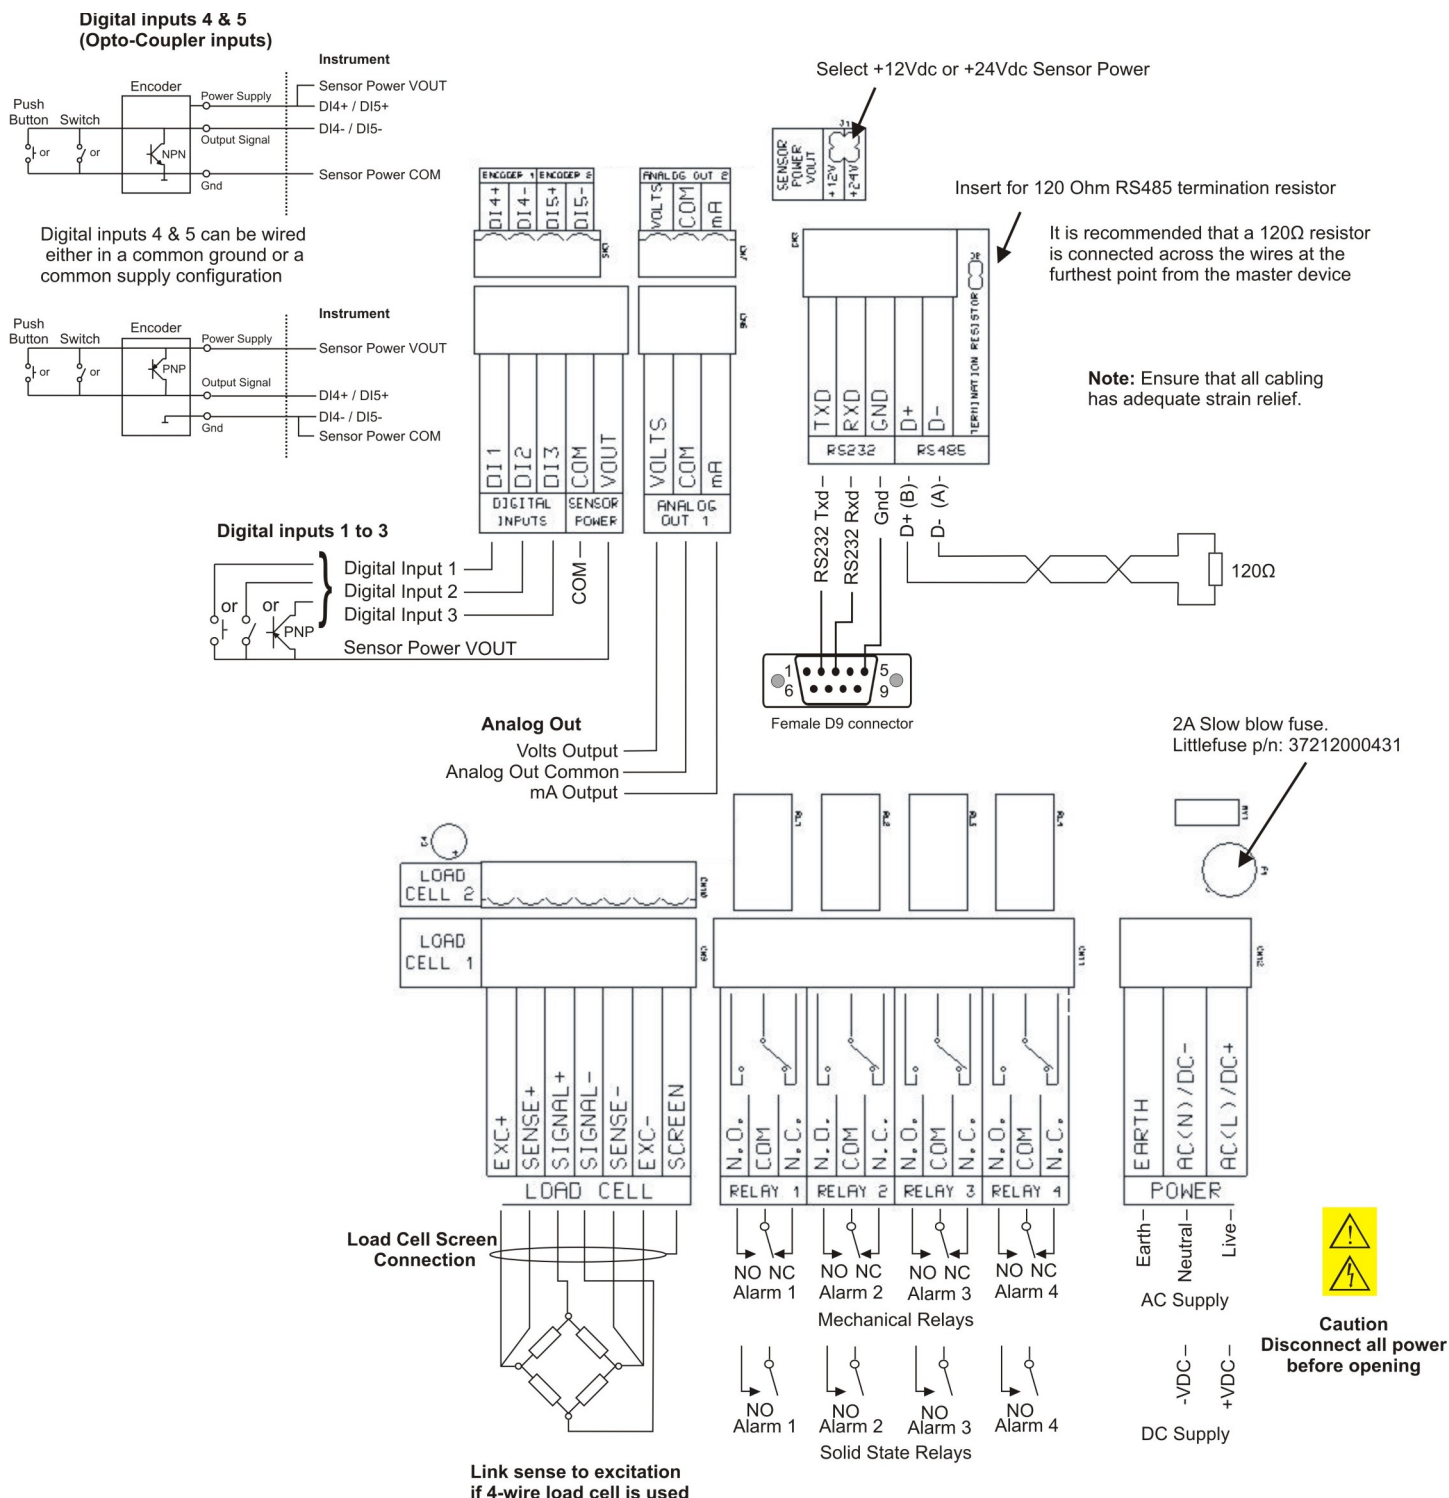 Digital inputs 4 & 5
(Opto-Coupler inputs)
Instrument
Encoder
Power Supply
Sensor Power VOUT
DI4+ / DI5+
Push
Button
Switch
or
or
NPN
Output Signal
DI4- / DI5-
Gnd
Sensor Power COM
Digital inputs 4 & 5 can be wired
either in a common ground or a
common supply configuration
Instrument
Push
Button
Switch
Encoder
Power Supply
Sensor Power VOUT
or
or
PNP
Output Signal
DI4+ / DI5+
DI4- / DI5-
Gnd
Sensor Power COM
ENCODER 1
ENCODER 2
DI4+
DI4-
DI5+
DI5-
ANALOG OUT 2
VOLTS
COM
mA
DI1
DI2
DI3
COM
VOUT
DIGITAL
INPUTS
SENSOR
POWER
VOLTS
COM
mA
ANALOG
OUT 1
Select +12Vdc or +24Vdc Sensor Power
J1
SENSOR
POWER
VOUT
+12V
+24V
Insert for 120 Ohm RS485 termination resistor
It is recommended that a 120Ω resistor
is connected across the wires at the
furthest point from the master device
TERMINATION RESISTOR
TXD
RXD
GND
D+
D-
RS232
RS485
Note: Ensure that all cabling
has adequate strain relief.
RS232 Txd
RS232 Rxd
Gnd
D+ (B)
D- (A)
120Ω
Digital inputs 1 to 3
Digital Input 1
Digital Input 2
Digital Input 3
COM
or
or
PNP
Sensor Power VOUT
1
5
6
9
Female D9 connector
Analog Out
Volts Output
Analog Out Common
mA Output
2A Slow blow fuse.
Littlefuse p/n: 37212000431
RL1
RL2
RL3
RL4
LOAD
CELL 2
CN10
LOAD
CELL 1
CN9
CN11
CN12
EXC+
SENSE+
SIGNAL+
SIGNAL-
SENSE-
EXC-
SCREEN
LOAD CELL
N.O.
COM
N.C.
N.O.
COM
N.C.
N.O.
COM
N.C.
N.O.
COM
N.C.
RELAY 1
RELAY 2
RELAY 3
RELAY 4
EARTH
AC(N)/DC-
AC(L)/DC+
POWER
Load Cell Screen
Connection
NO NC
Alarm 1
NO NC
Alarm 2
NO NC
Alarm 3
NO NC
Alarm 4
Mechanical Relays
Earth
Neutral
Live
AC Supply
NO
Alarm 1
NO
Alarm 2
NO
Alarm 3
NO
Alarm 4
Solid State Relays
-VDC
+VDC
DC Supply
!
Caution
Disconnect all power
before opening
Link sense to excitation
if 4-wire load cell is used